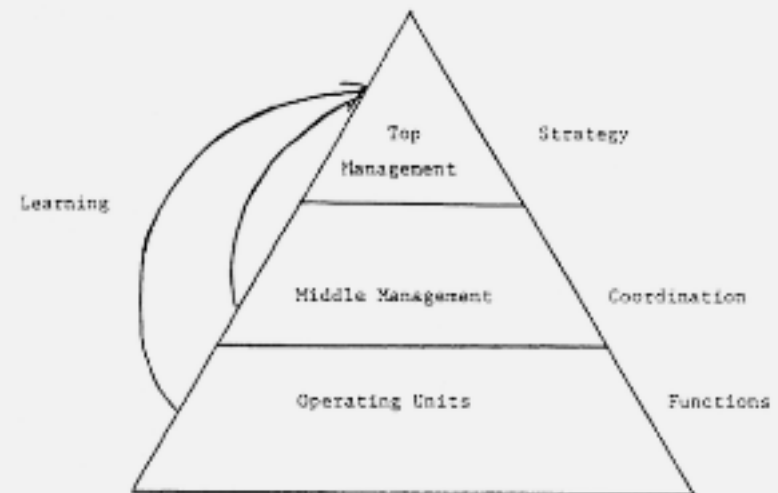 Top
Management
Strategy
Learning
Middle Management
Coordination
Operating Units
Functions